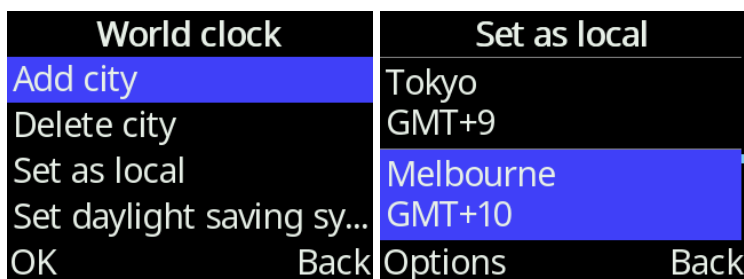 World clock
Add city
Delete city
Set as local
Set daylight saving sy...
OK
Back
Set as local
Tokyo
GMT+9
Melbourne
GMT+10
Options
Back